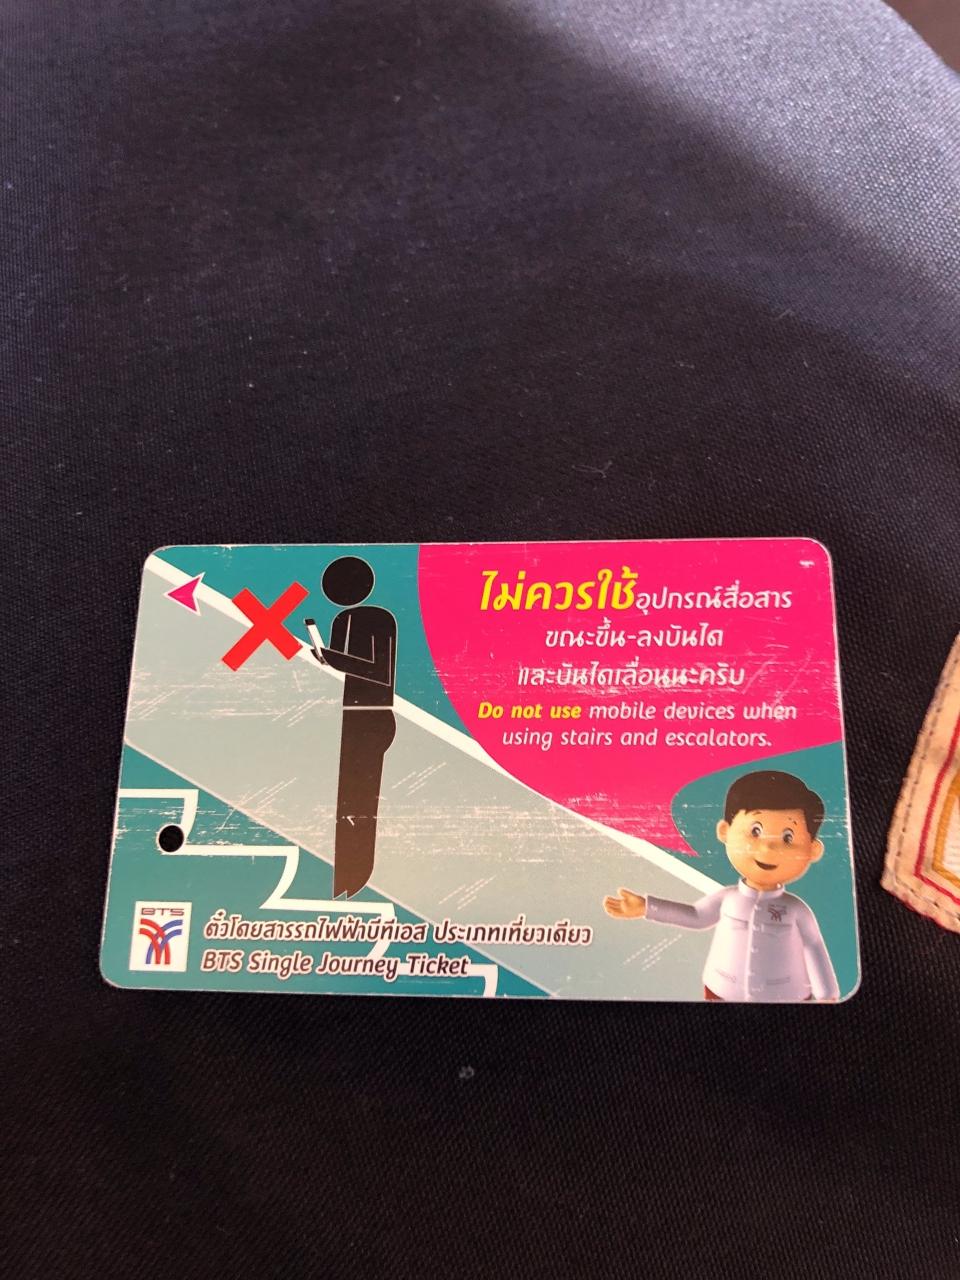 ไม่ควรใช้อุปกรณ์สื่อสาร
ขณะขึ้น-ลงบันได
และบันไดเลื่อนนะครับ
Do not use mobile devices when
using stairs and escalators.
BTS
ตั๋วโดยสารรถไฟฟ้าบีทีเอส ประเภทเที่ยวเดียว
BTS Single Journey Ticket